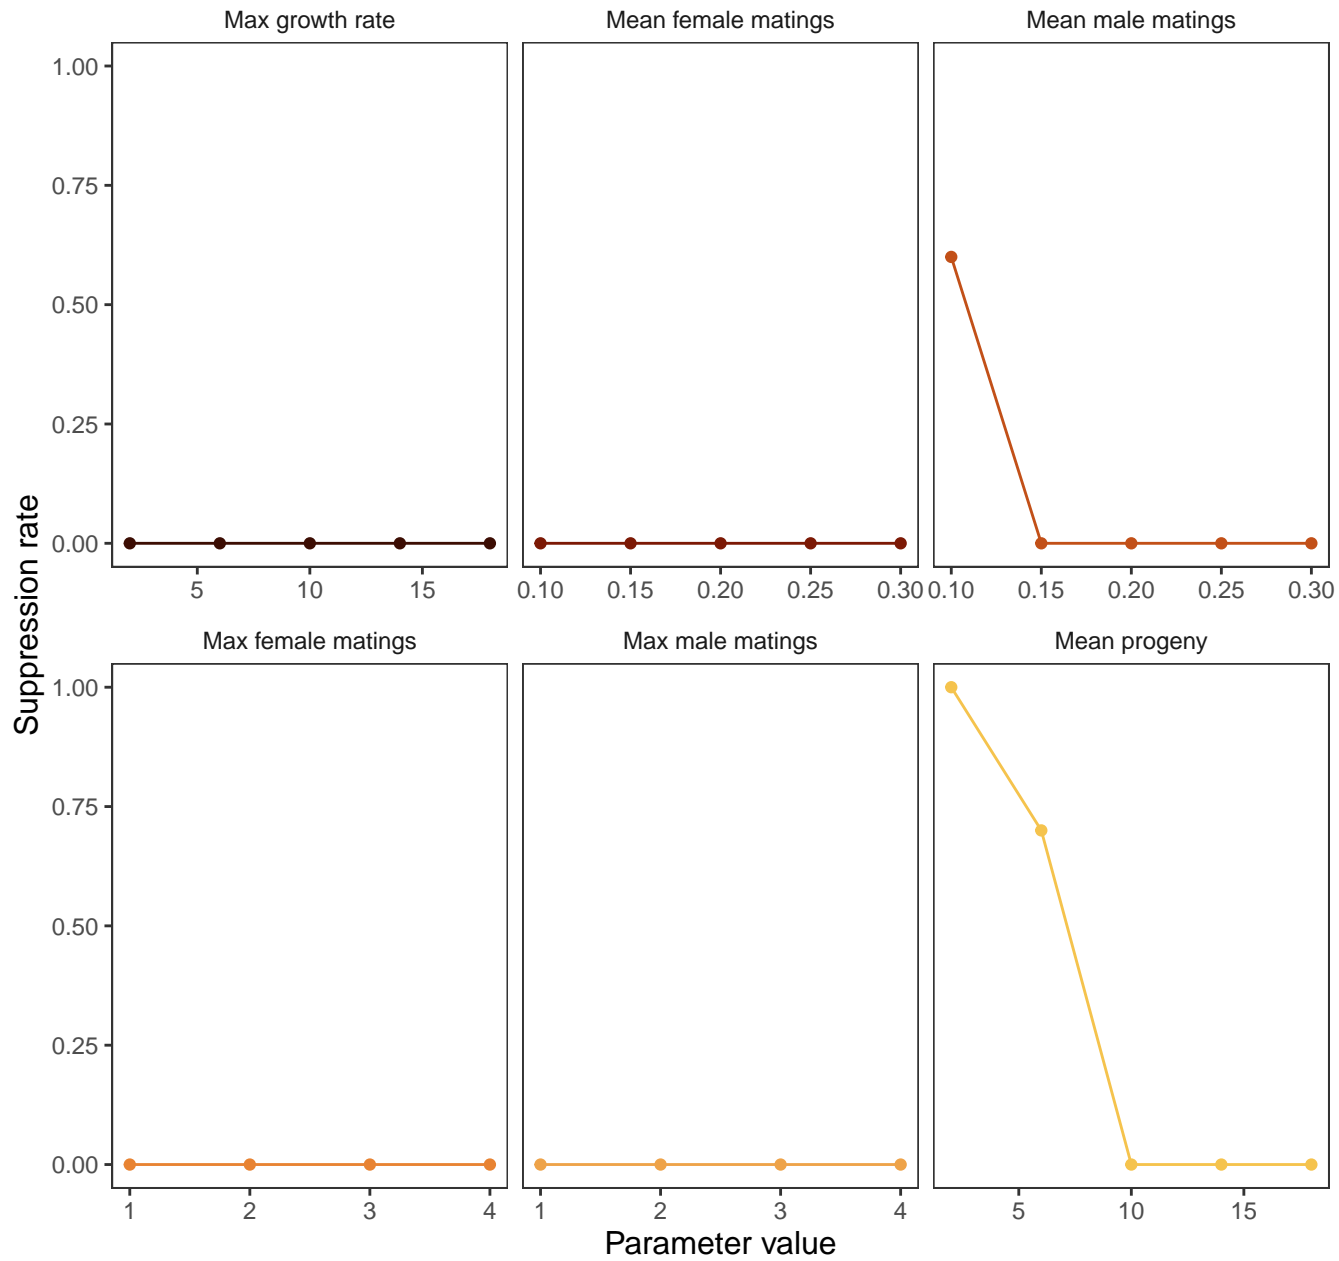 Max growth rate Mean female matings Mean male matings
1.00
0.75
0.50
0.25
0.00
5 10 15 0.10 0.15 0.20 0.25 0.30 0.10 0.15 0.20 0.25 0.30
Suppression rate
Max female matings Max male matings Mean progeny
1.00
0.75
0.50
0.25
0.00
1 2 3 4 1 2 3 4 5 10 15
Parameter value